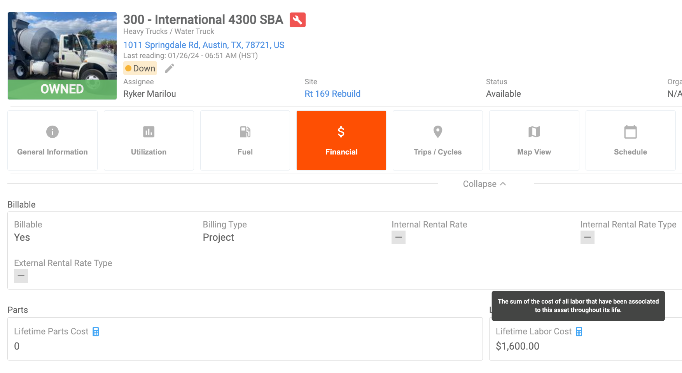 300 - International 4300 SBA
Heavy Trucks / Water Truck
1011 Springdale Rd, Austin, TX, 78721, US
Last reading: 01/26/24 - 06:51 AM (HST)
OWNED
Down
Assignee
Site
Status
Orga
Ryker Marilou
Rt 169 Rebuild
Available
N/A
General Information
Utilization
Fuel
$
Financial
Trips / Cycles
Map View
Schedule
Collapse
Billable
Billable
Billing Type
Internal Rental Rate
Internal Rental Rate Type
Yes
Project
—
—
External Rental Rate Type
—
The sum of the cost of all labor that have been associated
to this asset throughout its life.
Parts
L
Lifetime Parts Cost
Lifetime Labor Cost
0
$1,600.00